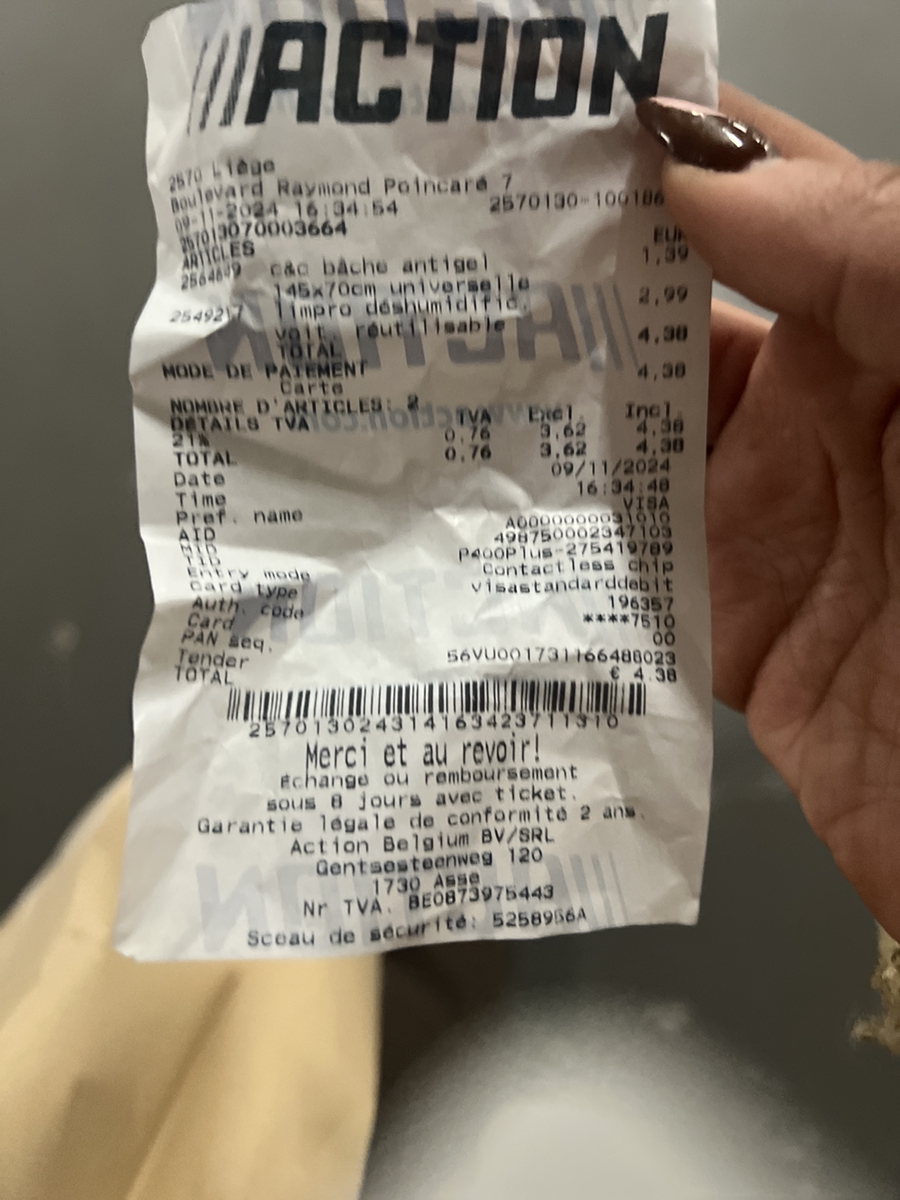 ACTION
2570 Liège
Boulevard Raymond Poincaré 7
09-11-2024 16:34:54 2570130-100186
257013070003664 EUR
ARTICLES 1,39
2564689 c&c bâche antigel
145x70cm universelle 2,99
2549217 limpro déshumidific.
voit. réutilisable 4,38
TOTAL
MODE DE PAIEMENT 4,38
Carte
NOMBRE D'ARTICLES: 2
DETAILS TVA TVA Excl. Incl.
21% 0,76 3,62 4,38
TOTAL 0,76 3,62 4,38
Date 09/11/2024
Time 16:34:48
Pref. name VISA
AID A0000000031010
MID 498750002347103
TID P400Plus-275419789
Entry mode Contactless chip
Card type visastandarddebit
Auth. code 196357
Card ****7510
PAN seq. 00
Tender 56VU001731166488023
TOTAL € 4.38
257013024314163423711310
Merci et au revoir!
Echange ou remboursement
sous 8 jours avec ticket.
Garantie légale de conformité 2 ans.
Action Belgium BV/SRL
Gentsesteenweg 120
1730 Asse
Nr TVA. BE0873975443
Sceau de sécurité: 5258956A